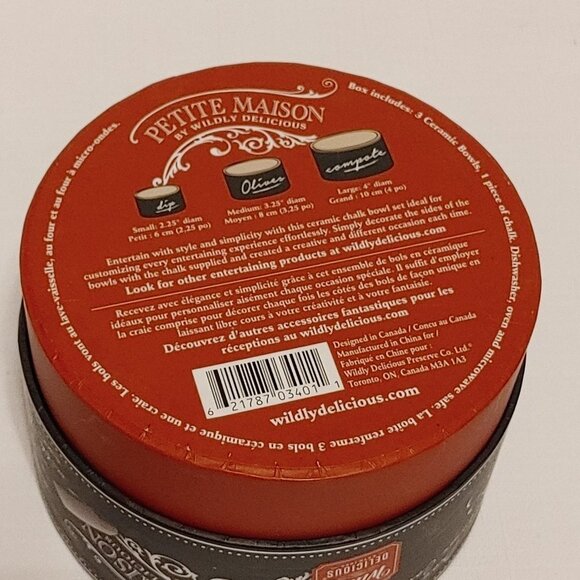 PETITE MAISON
BY WILDLY DELICIOUS
Box includes: 3 Ceramic Bowls, 1 piece of chalk. Dishwasher, oven and microwave safe. La boîte renferme 3 bols en céramique et une craie. Les bols vont au lave-vaisselle, au four et au four à micro-ondes.
dip
Olives
compote
Small: 2.25" diam
Petit : 6 cm (2,25 po)
Medium: 3.25" diam
Moyen : 8 cm (3,25 po)
Large: 4" diam
Grand : 10 cm (4 po)
Entertain with style and simplicity with this ceramic chalk bowl set ideal for
customizing every entertaining experience effortlessly. Simply decorate the sides of the
bowls with the chalk supplied and created a creative and different occasion each time.
Look for other entertaining products at wildlydelicious.com
Recevez avec élégance et simplicité grâce à cet ensemble de bols en céramique
idéaux pour personnaliser aisément chaque occasion spéciale. Il suffit d'employer
la craie comprise pour décorer chaque fois les côtés des bols de façon unique en
laissant libre cours à votre créativité et à votre fantaisie.
Découvrez d'autres accessoires fantastiques pour les
réceptions au wildlydelicious.com
Designed in Canada / Concu au Canada
Manufactured in China for /
Fabriqué en Chine pour :
Wildly Delicious Preserve Co. Ltd.®
Toronto, ON, Canada M3A 1A3
6 21787 03401 1
wildlydelicious.com
DELICIOUS